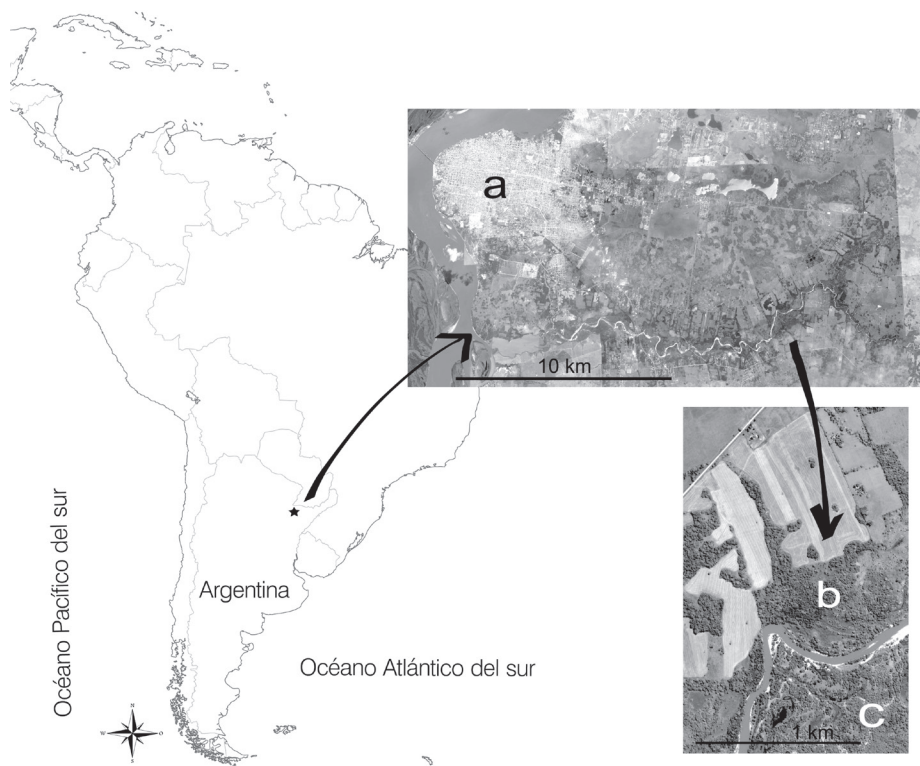 a
10 km
b
c
1 km
Argentina
Océano Pacífico del sur
Océano Atlántico del sur
N
W
O
S